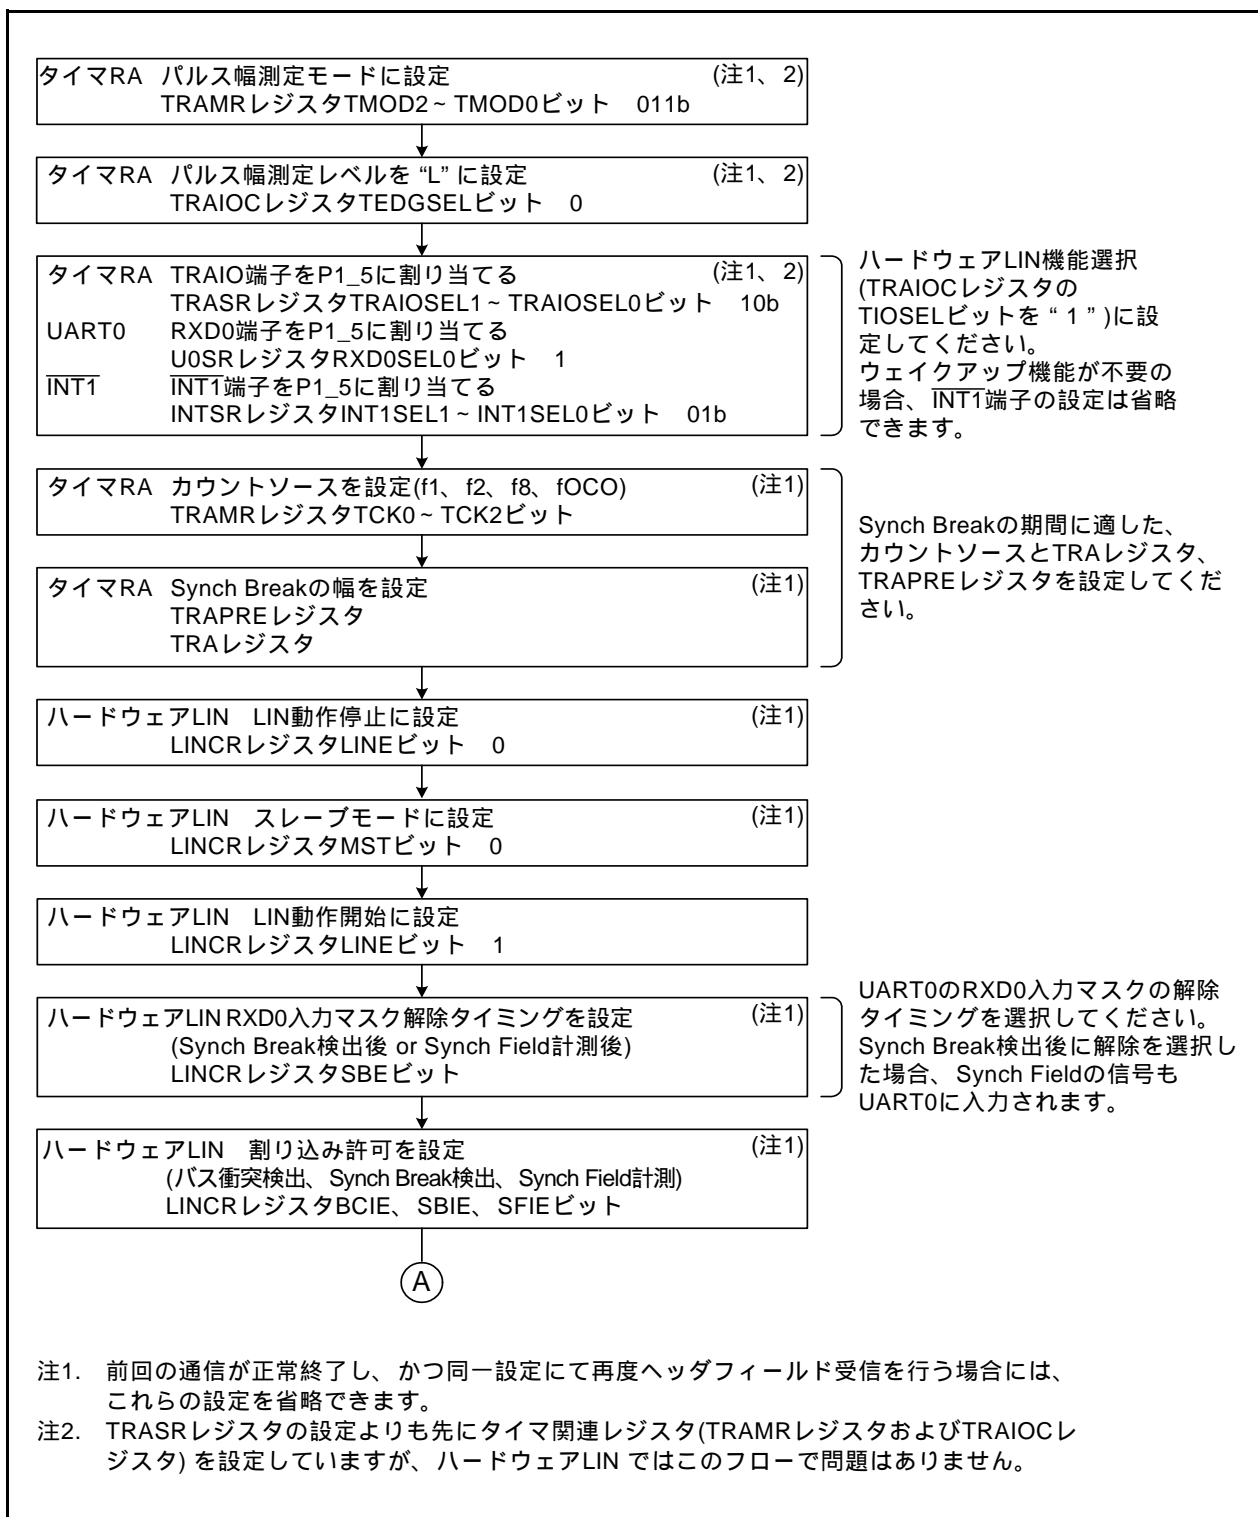 タイマRA パルス幅測定モードに設定 (注1、2)
TRAMRレジスタTMOD2～TMOD0ビット 011b
タイマRA パルス幅測定レベルを “L” に設定 (注1、2)
TRAIOCレジスタTEDGSELビット 0
タイマRA TRAIO端子をP1_5に割り当てる (注1、2)
TRASRレジスタTRAIOSEL1～TRAIOSEL0ビット 10b
UART0 RXD0端子をP1_5に割り当てる
U0SRレジスタRXD0SEL0ビット 1
INT1 INT1端子をP1_5に割り当てる
INTSRレジスタINT1SEL1～INT1SEL0ビット 01b
ハードウェアLIN機能選択
(TRAIOCレジスタの
TIOSELビットを “ 1 ” )に設
定してください。
ウェイクアップ機能が不要の
場合、INT1端子の設定は省略
できます。
タイマRA カウントソースを設定(f1、f2、f8、fOCO) (注1)
TRAMRレジスタTCK0～TCK2ビット
タイマRA Synch Breakの幅を設定 (注1)
TRAPREレジスタ
TRAレジスタ
Synch Breakの期間に適した、
カウントソースとTRAレジスタ、
TRAPREレジスタを設定してくだ
さい。
ハードウェアLIN LIN動作停止に設定 (注1)
LINCRレジスタLINEビット 0
ハードウェアLIN スレーブモードに設定 (注1)
LINCRレジスタMSTビット 0
ハードウェアLIN LIN動作開始に設定
LINCRレジスタLINEビット 1
ハードウェアLIN RXD0入力マスク解除タイミングを設定 (注1)
(Synch Break検出後 or Synch Field計測後)
LINCRレジスタSBEビット
UART0のRXD0入力マスクの解除
タイミングを選択してください。
Synch Break検出後に解除を選択し
た場合、Synch Fieldの信号も
UART0に入力されます。
ハードウェアLIN 割り込み許可を設定 (注1)
(バス衝突検出、Synch Break検出、Synch Field計測)
LINCRレジスタBCIE、SBIE、SFIEビット
A
注1. 前回の通信が正常終了し、かつ同一設定にて再度ヘッダフィールド受信を行う場合には、
これらの設定を省略できます。
注2. TRASRレジスタの設定よりも先にタイマ関連レジスタ(TRAMRレジスタおよびTRAIOCレ
ジスタ) を設定していますが、ハードウェアLIN ではこのフローで問題はありません。